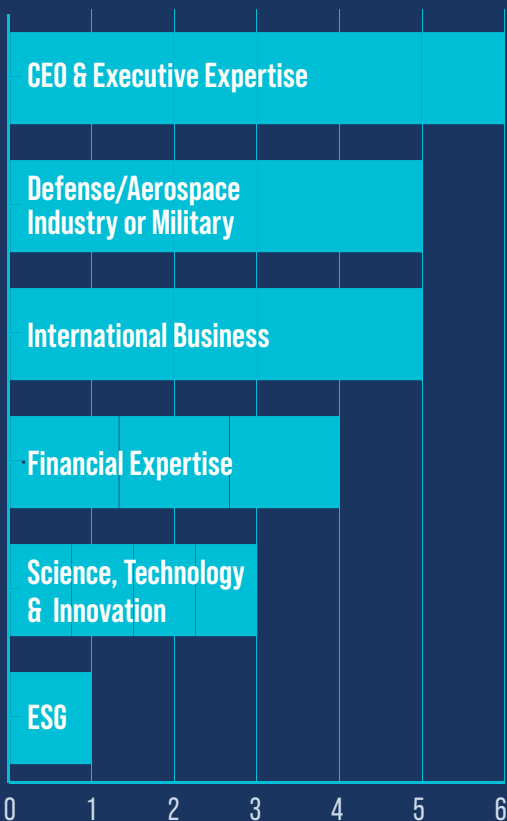 CEO & Executive Expertise
Defense/Aerospace
Industry or Military
International Business
Financial Expertise
Science, Technology
& Innovation
ESG
0 1 2 3 4 5 6